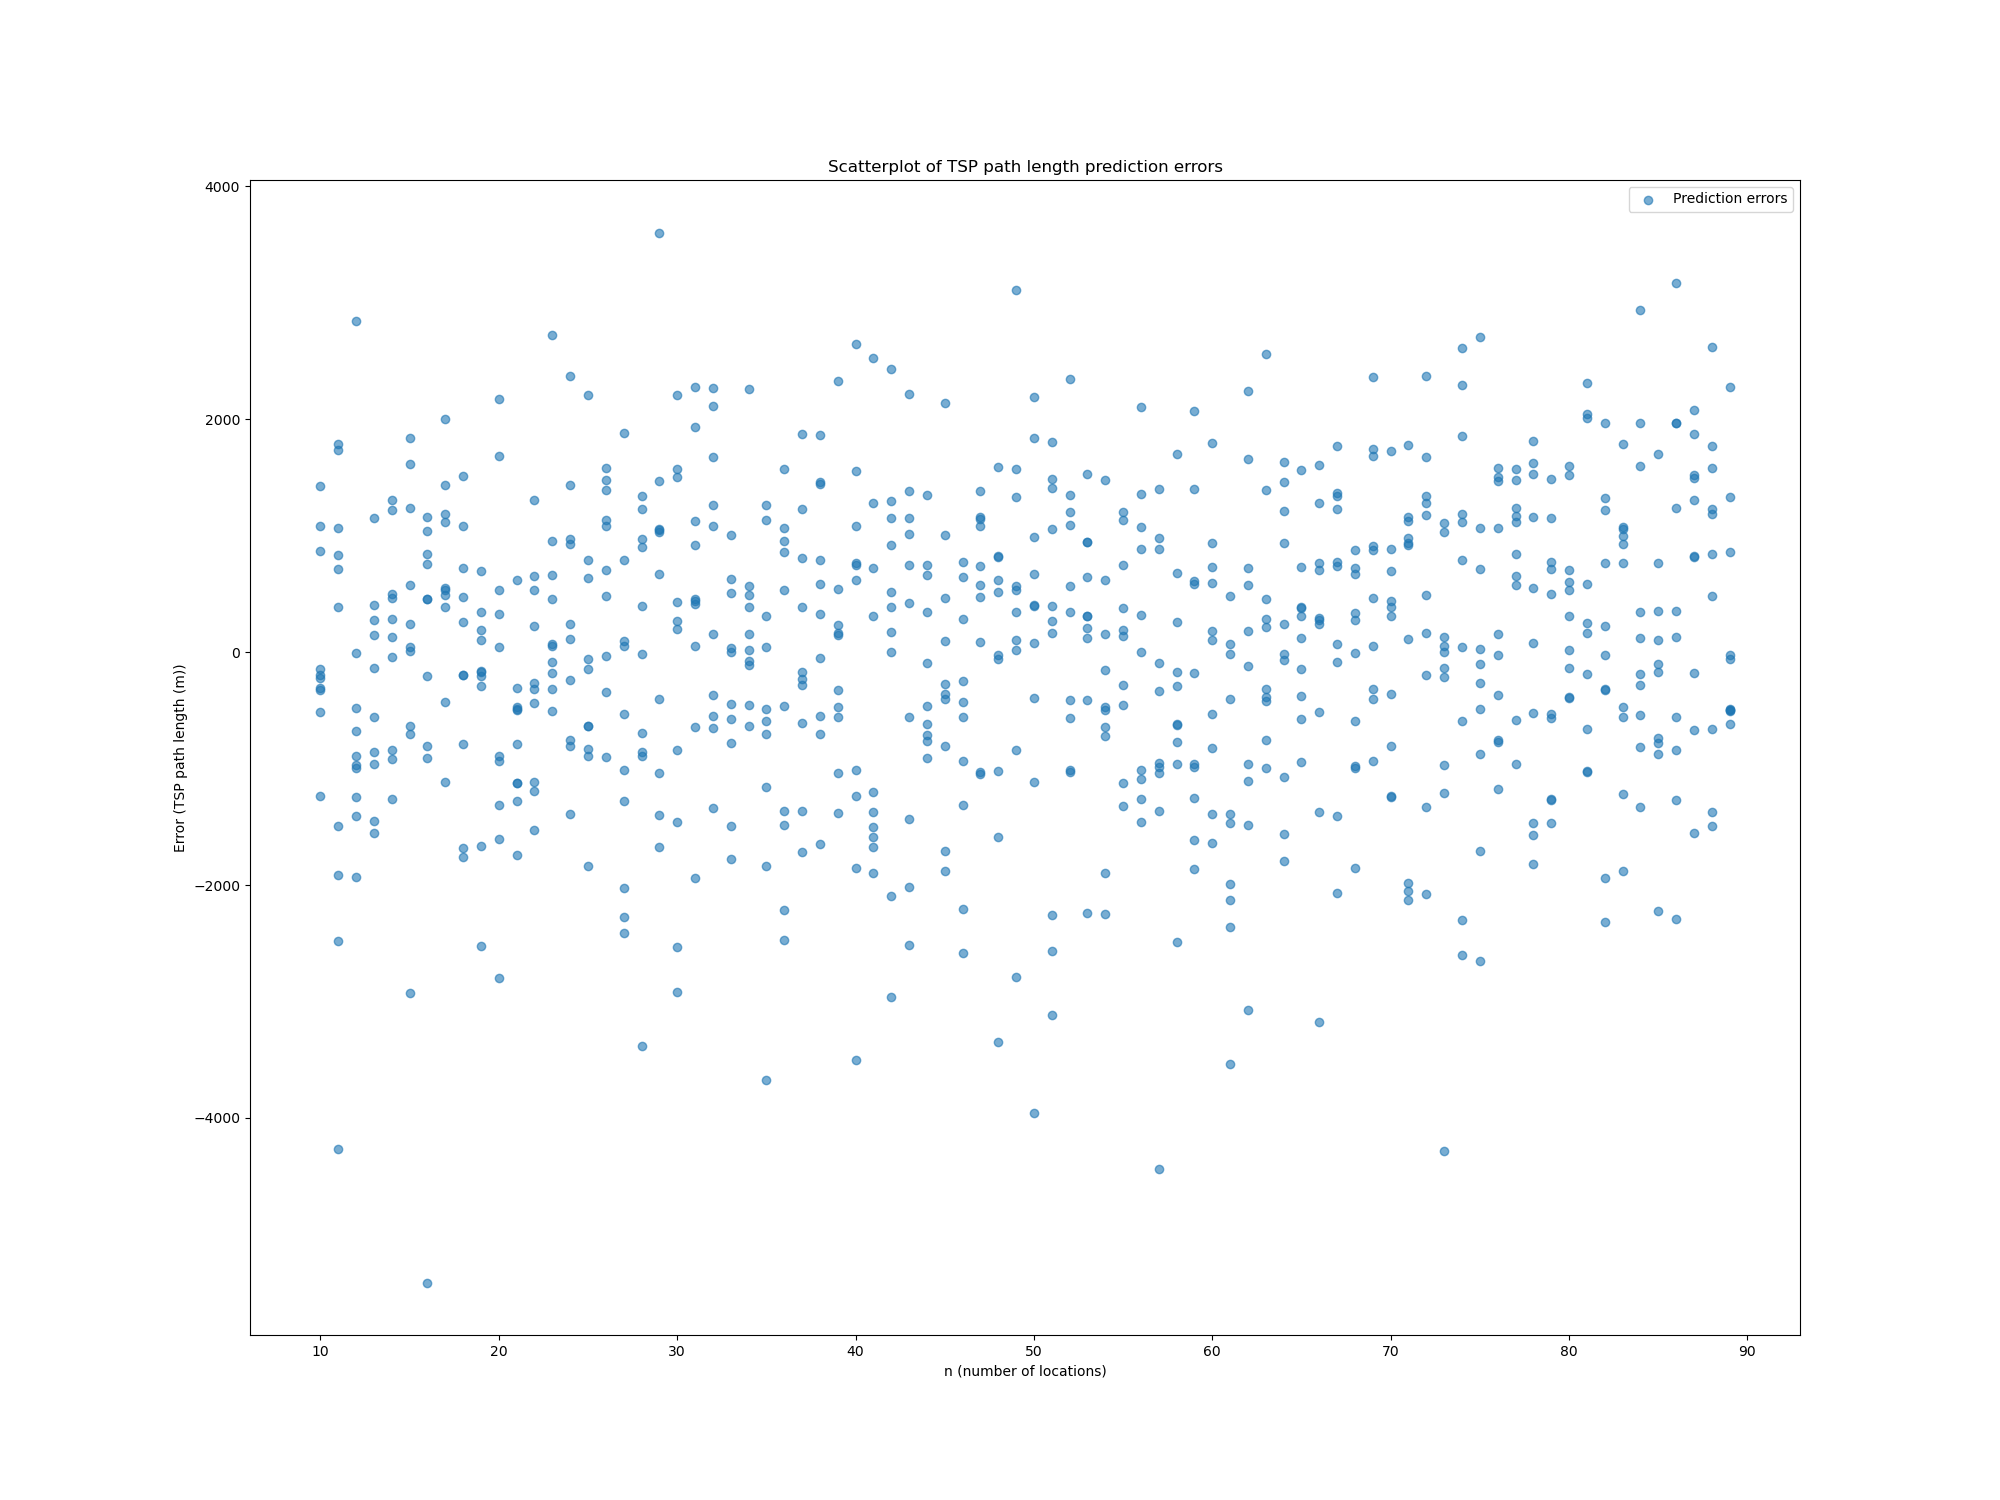 Scatterplot of TSP path length prediction errors
Prediction errors
4000
2000
0
−2000
−4000
Error (TSP path length (m))
10 20 30 40 50 60 70 80 90
n (number of locations)